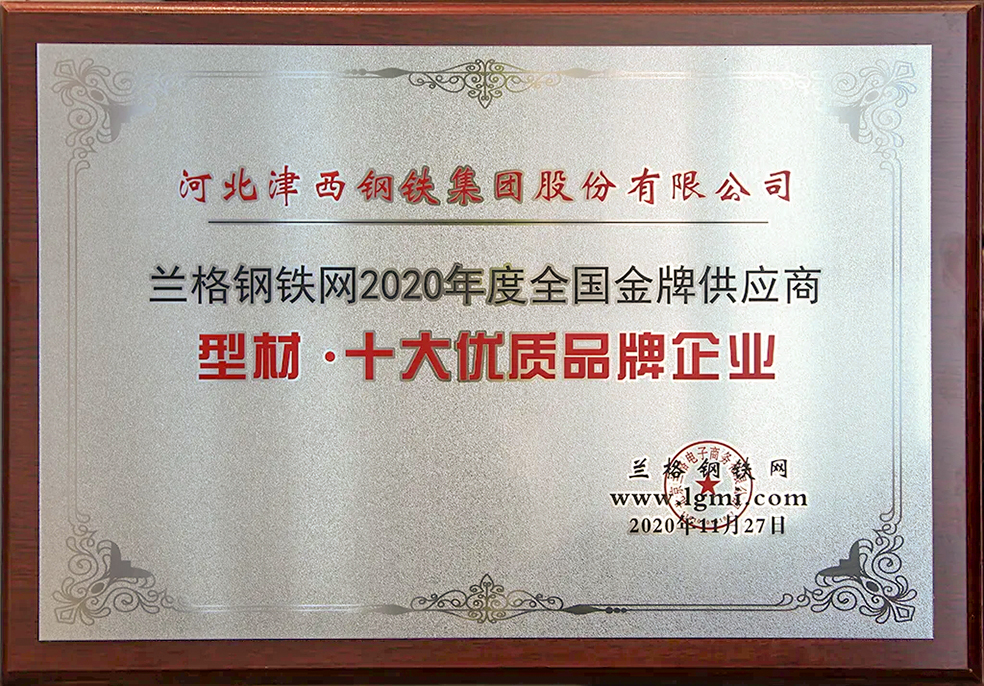 河北津西钢铁集团股份有限公司
兰格钢铁网2020年度全国金牌供应商
型材·十大优质品牌企业
兰格钢铁网
www.lgmi.com
2020年11月27日